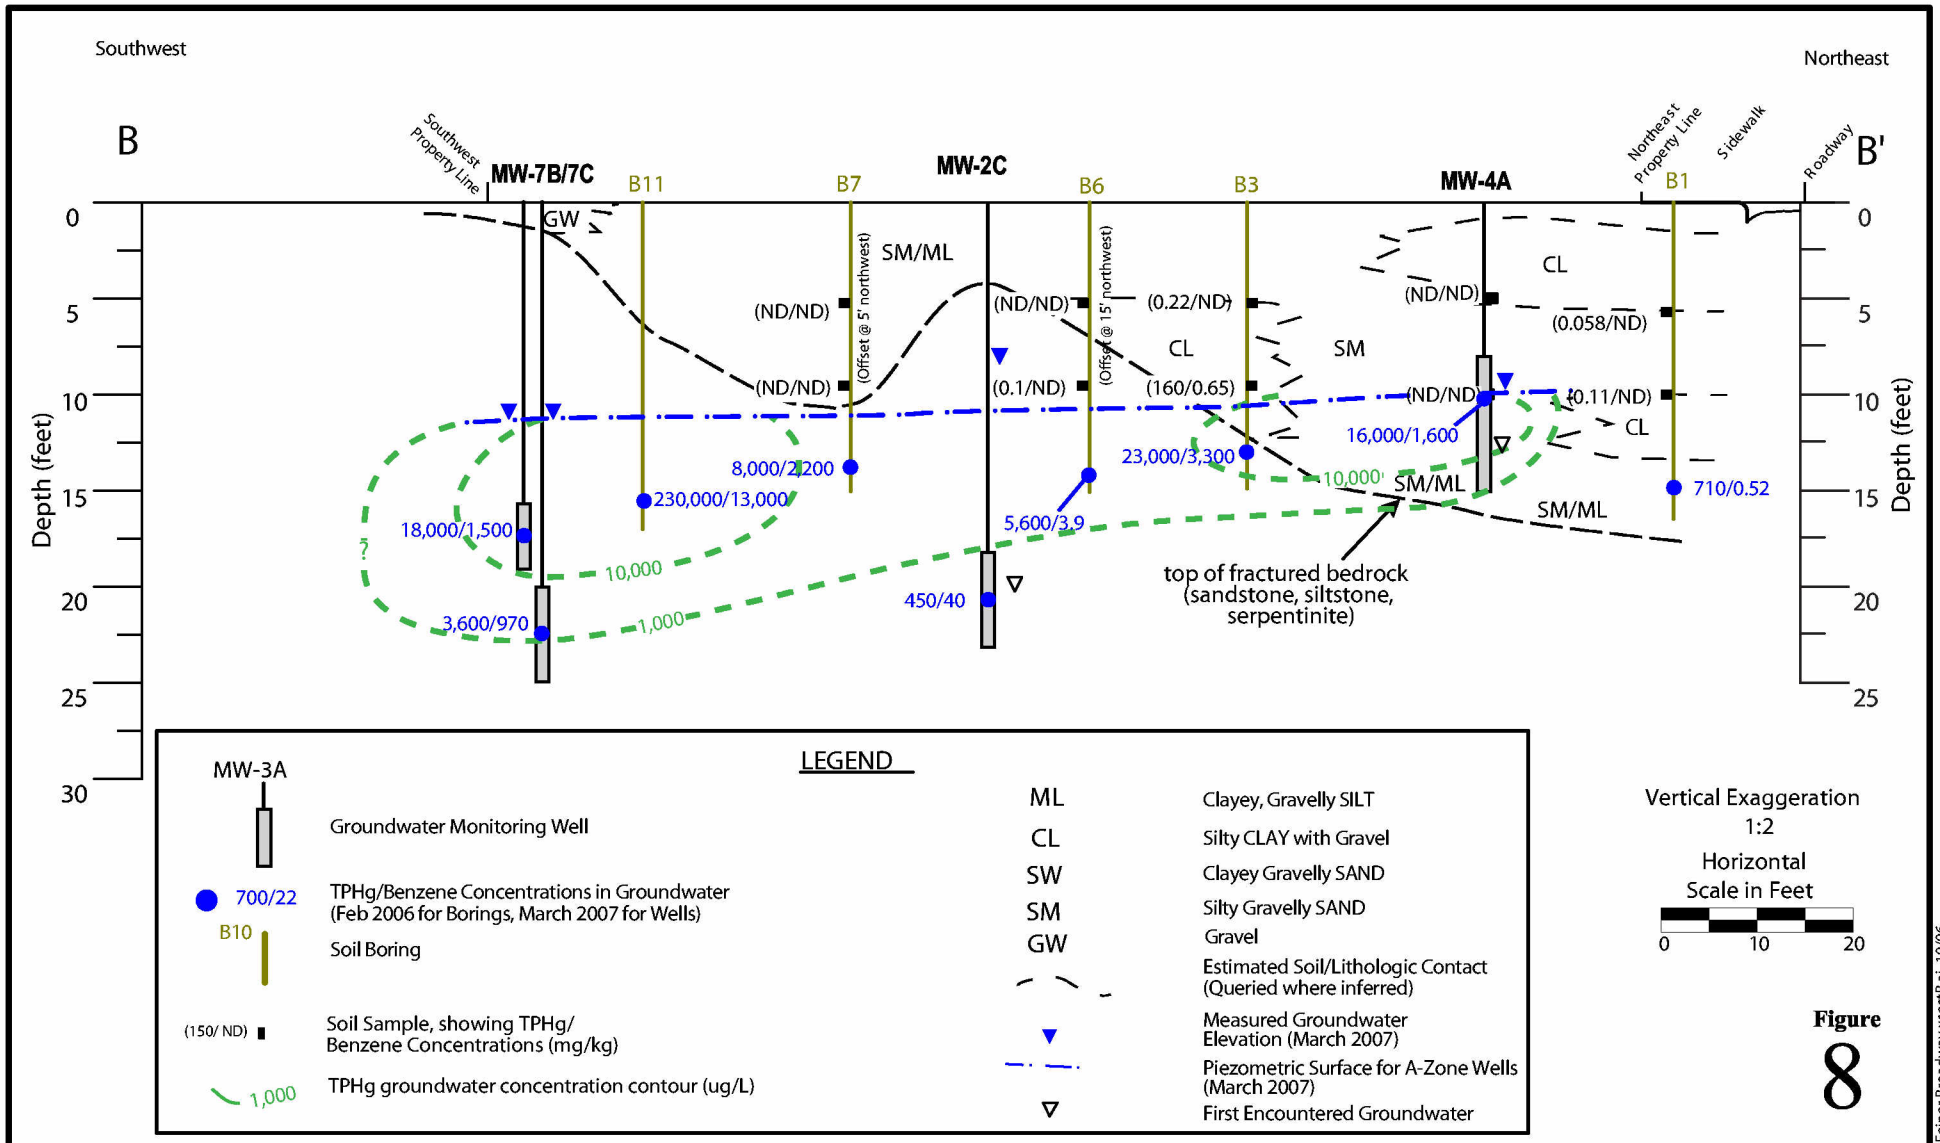 Southwest
Northeast
B
Southwest
Property Line
MW-7B/7C
B11
B7
MW-2C
B6
B3
MW-4A
Northeast
Property Line
Sidewalk
Roadway
B'
B1
0
5
10
15
20
25
30
Depth (feet)
GW
SM/ML
(Offset @ 5' northwest)
(Offset @ 15' northwest)
(ND/ND)
(ND/ND)
(ND/ND)
(0.1/ND)
(0.22/ND)
CL
(160/0.65)
SM
(ND/ND)
(ND/ND)
CL
(0.058/ND)
(0.11/ND)
CL
16,000/1,600
23,000/3,300
8,000/2,200
230,000/13,000
18,000/1,500
5,600/3.9
10,000
SM/ML
SM/ML
710/0.52
?
10,000
3,600/970
1,000
450/40
top of fractured bedrock
(sandstone, siltstone,
serpentinite)
0
5
10
15
20
25
Depth (feet)
LEGEND
MW-3A
Groundwater Monitoring Well
700/22
TPHg/Benzene Concentrations in Groundwater
(Feb 2006 for Borings, March 2007 for Wells)
B10
Soil Boring
(150/ ND)
Soil Sample, showing TPHg/
Benzene Concentrations (mg/kg)
1,000
TPHg groundwater concentration contour (ug/L)
ML
Clayey, Gravelly SILT
CL
Silty CLAY with Gravel
SW
Clayey Gravelly SAND
SM
Silty Gravelly SAND
GW
Gravel
Estimated Soil/Lithologic Contact
(Queried where inferred)
Measured Groundwater
Elevation (March 2007)
Piezometric Surface for A-Zone Wells
(March 2007)
First Encountered Groundwater
Vertical Exaggeration
1:2
Horizontal
Scale in Feet
0
10
20
Figure
8